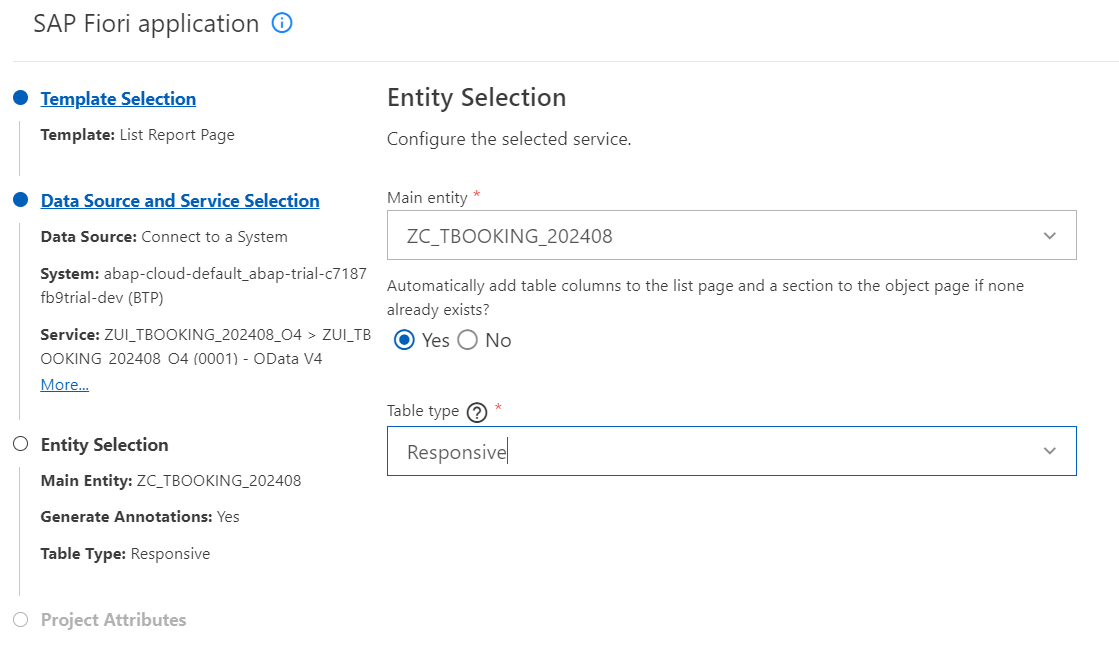 SAP Fiori application
Template Selection
Template: List Report Page
Data Source and Service Selection
Data Source: Connect to a System
System: abap-cloud-default_abap-trial-c7187
fb9trial-dev (BTP)
Service: ZUI_TBOOKING_202408_O4 > ZUI_TB
OOKING_202408_O4 (0001) - OData V4
More...
Entity Selection
Main Entity: ZC_TBOOKING_202408
Generate Annotations: Yes
Table Type: Responsive
Project Attributes
Entity Selection
Configure the selected service.
Main entity *
ZC_TBOOKING_202408
Automatically add table columns to the list page and a section to the object page if none
already exists?
Yes No
Table type ? *
Responsive